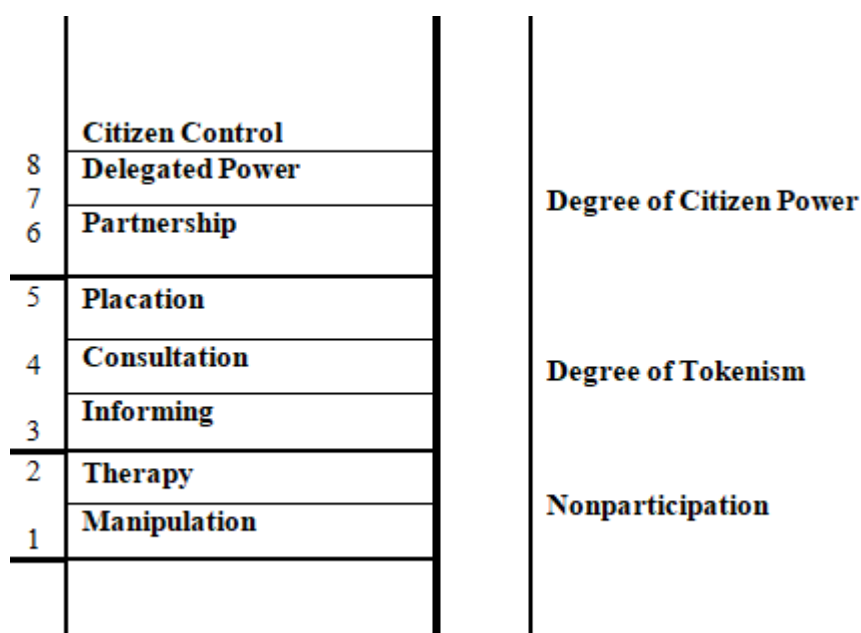 Citizen Control
8 Delegated Power
7 Degree of Citizen Power
6 Partnership
5 Placation
4 Consultation
Degree of Tokenism
Informing
3
2 Therapy
Nonparticipation
Manipulation
1